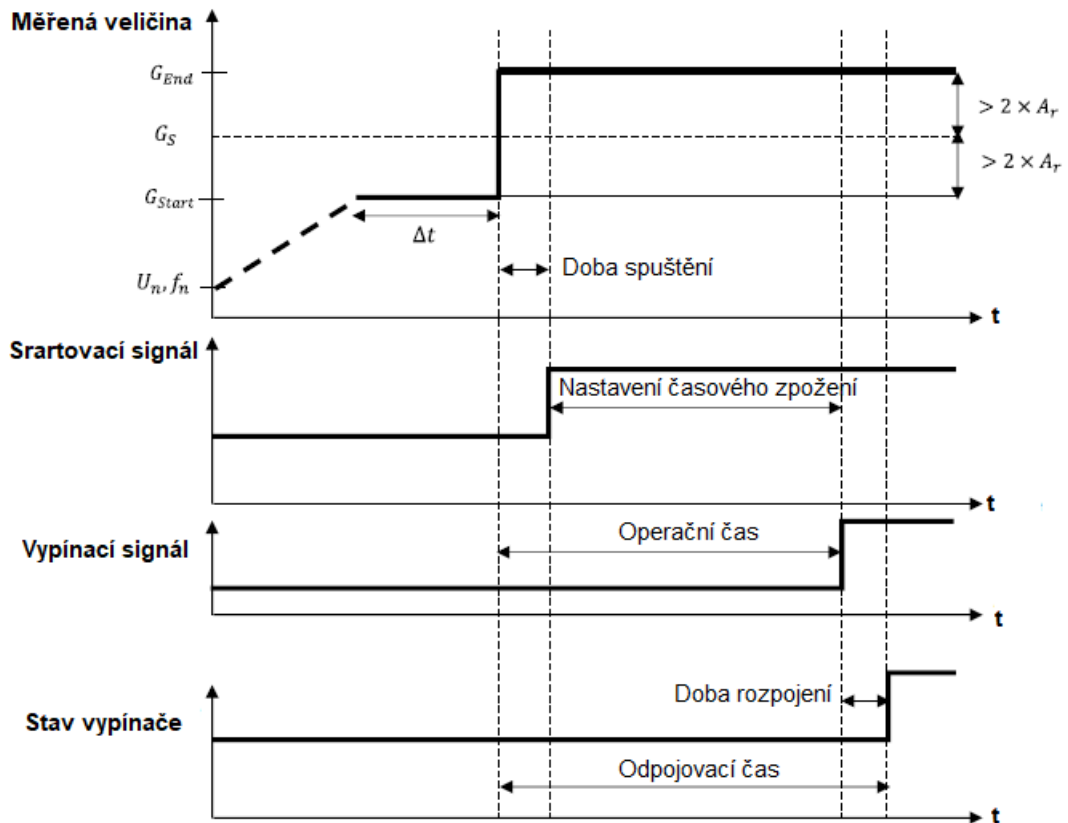 Měřená veličina
G_End
> 2 × A_r
G_S
> 2 × A_r
G_Start
Δt
Doba spuštění
U_n, f_n
t
Srartovací signál
Nastavení časového zpožení
t
Operační čas
Vypínací signál
t
Doba rozpojení
Stav vypínače
Odpojovací čas
t